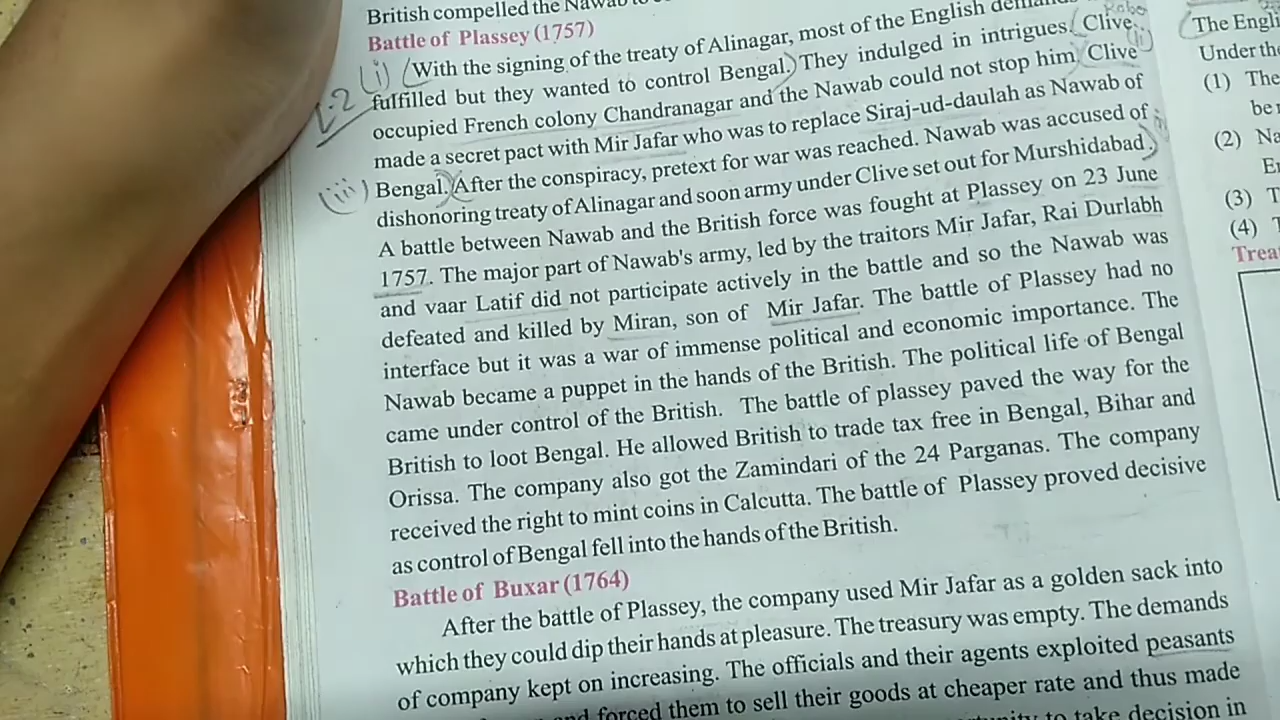 British compelled the Nawab to
Battle of Plassey (1757)
(i) With the signing of the treaty of Alinagar, most of the English
fulfilled but they wanted to control Bengal. They indulged in intrigues. Clive
occupied French colony Chandranagar and the Nawab could not stop him. Clive
made a secret pact with Mir Jafar who was to replace Siraj-ud-daulah as Nawab of
(iii) Bengal. After the conspiracy, pretext for war was reached. Nawab was accused of
dishonoring treaty of Alinagar and soon army under Clive set out for Murshidabad
A battle between Nawab and the British force was fought at Plassey on 23 June
1757. The major part of Nawab's army, led by the traitors Mir Jafar, Rai Durlabh
and vaar Latif did not participate actively in the battle and so the Nawab was
defeated and killed by Miran, son of Mir Jafar. The battle of Plassey had no
interface but it was a war of immense political and economic importance. The
Nawab became a puppet in the hands of the British. The political life of Bengal
came under control of the British. The battle of plassey paved the way for the
British to loot Bengal. He allowed British to trade tax free in Bengal, Bihar and
Orissa. The company also got the Zamindari of the 24 Parganas. The company
received the right to mint coins in Calcutta. The battle of Plassey proved decisive
as control of Bengal fell into the hands of the British.
Battle of Buxar (1764)
After the battle of Plassey, the company used Mir Jafar as a golden sack into
which they could dip their hands at pleasure. The treasury was empty. The demands
of company kept on increasing. The officials and their agents exploited peasants
and forced them to sell their goods at cheaper rate and thus made
to take decision in
The
Under
(1) The
be
(2)
(3)
(4)